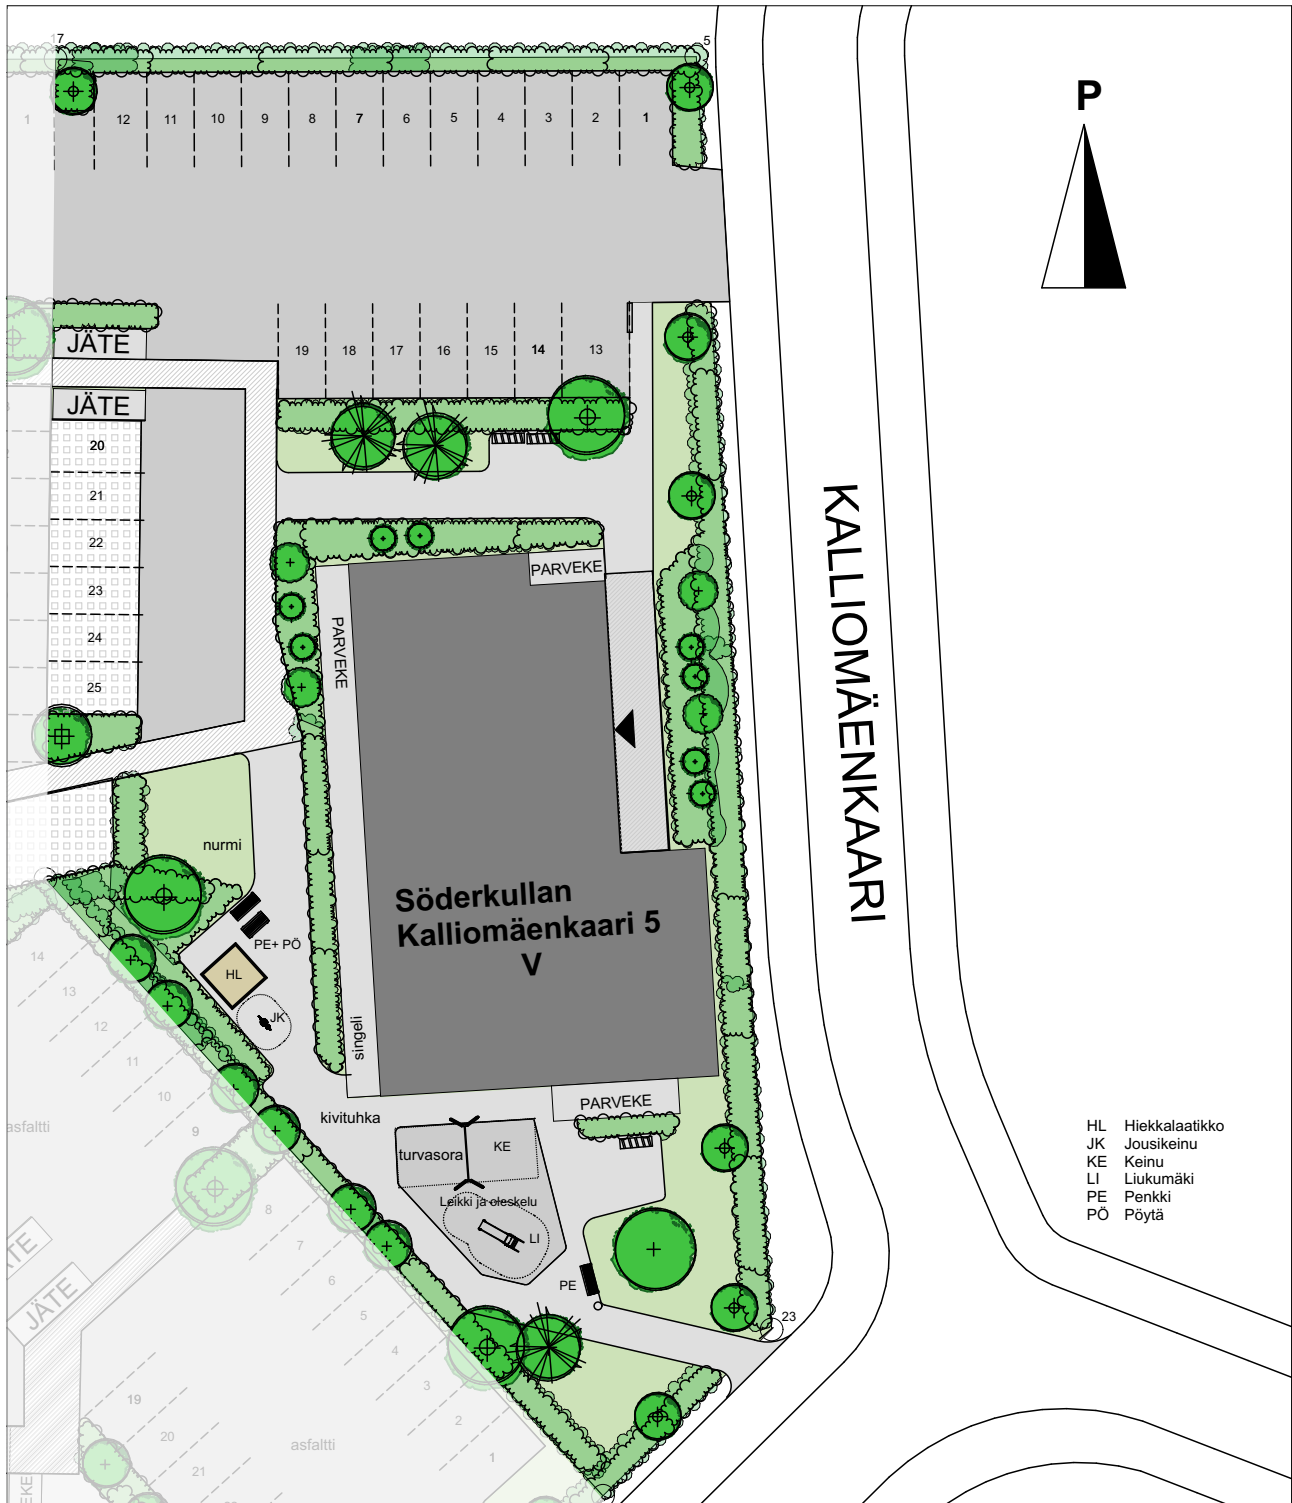 17
5
P
1
12
11
10
9
8
7
6
5
4
3
2
1
JÄTE
19
18
17
16
15
14
13
JÄTE
20
21
22
23
24
25
PARVEKE
PARVEKE
KALLIOMÄENKAARI
nurmi
Söderkullan
Kalliomäenkaari 5
V
PE+ PÖ
HL
JK
singeli
kivituhka
PARVEKE
turvasora
KE
Leikki ja oleskelu
LI
PE
23
HL Hiekkalaatikko
JK Jousikeinu
KE Keinu
LI Liukumäki
PE Penkki
PÖ Pöytä
14
13
12
11
10
9
8
7
6
5
4
3
2
1
asfaltti
JÄTE
JÄTE
19
20
21
asfaltti